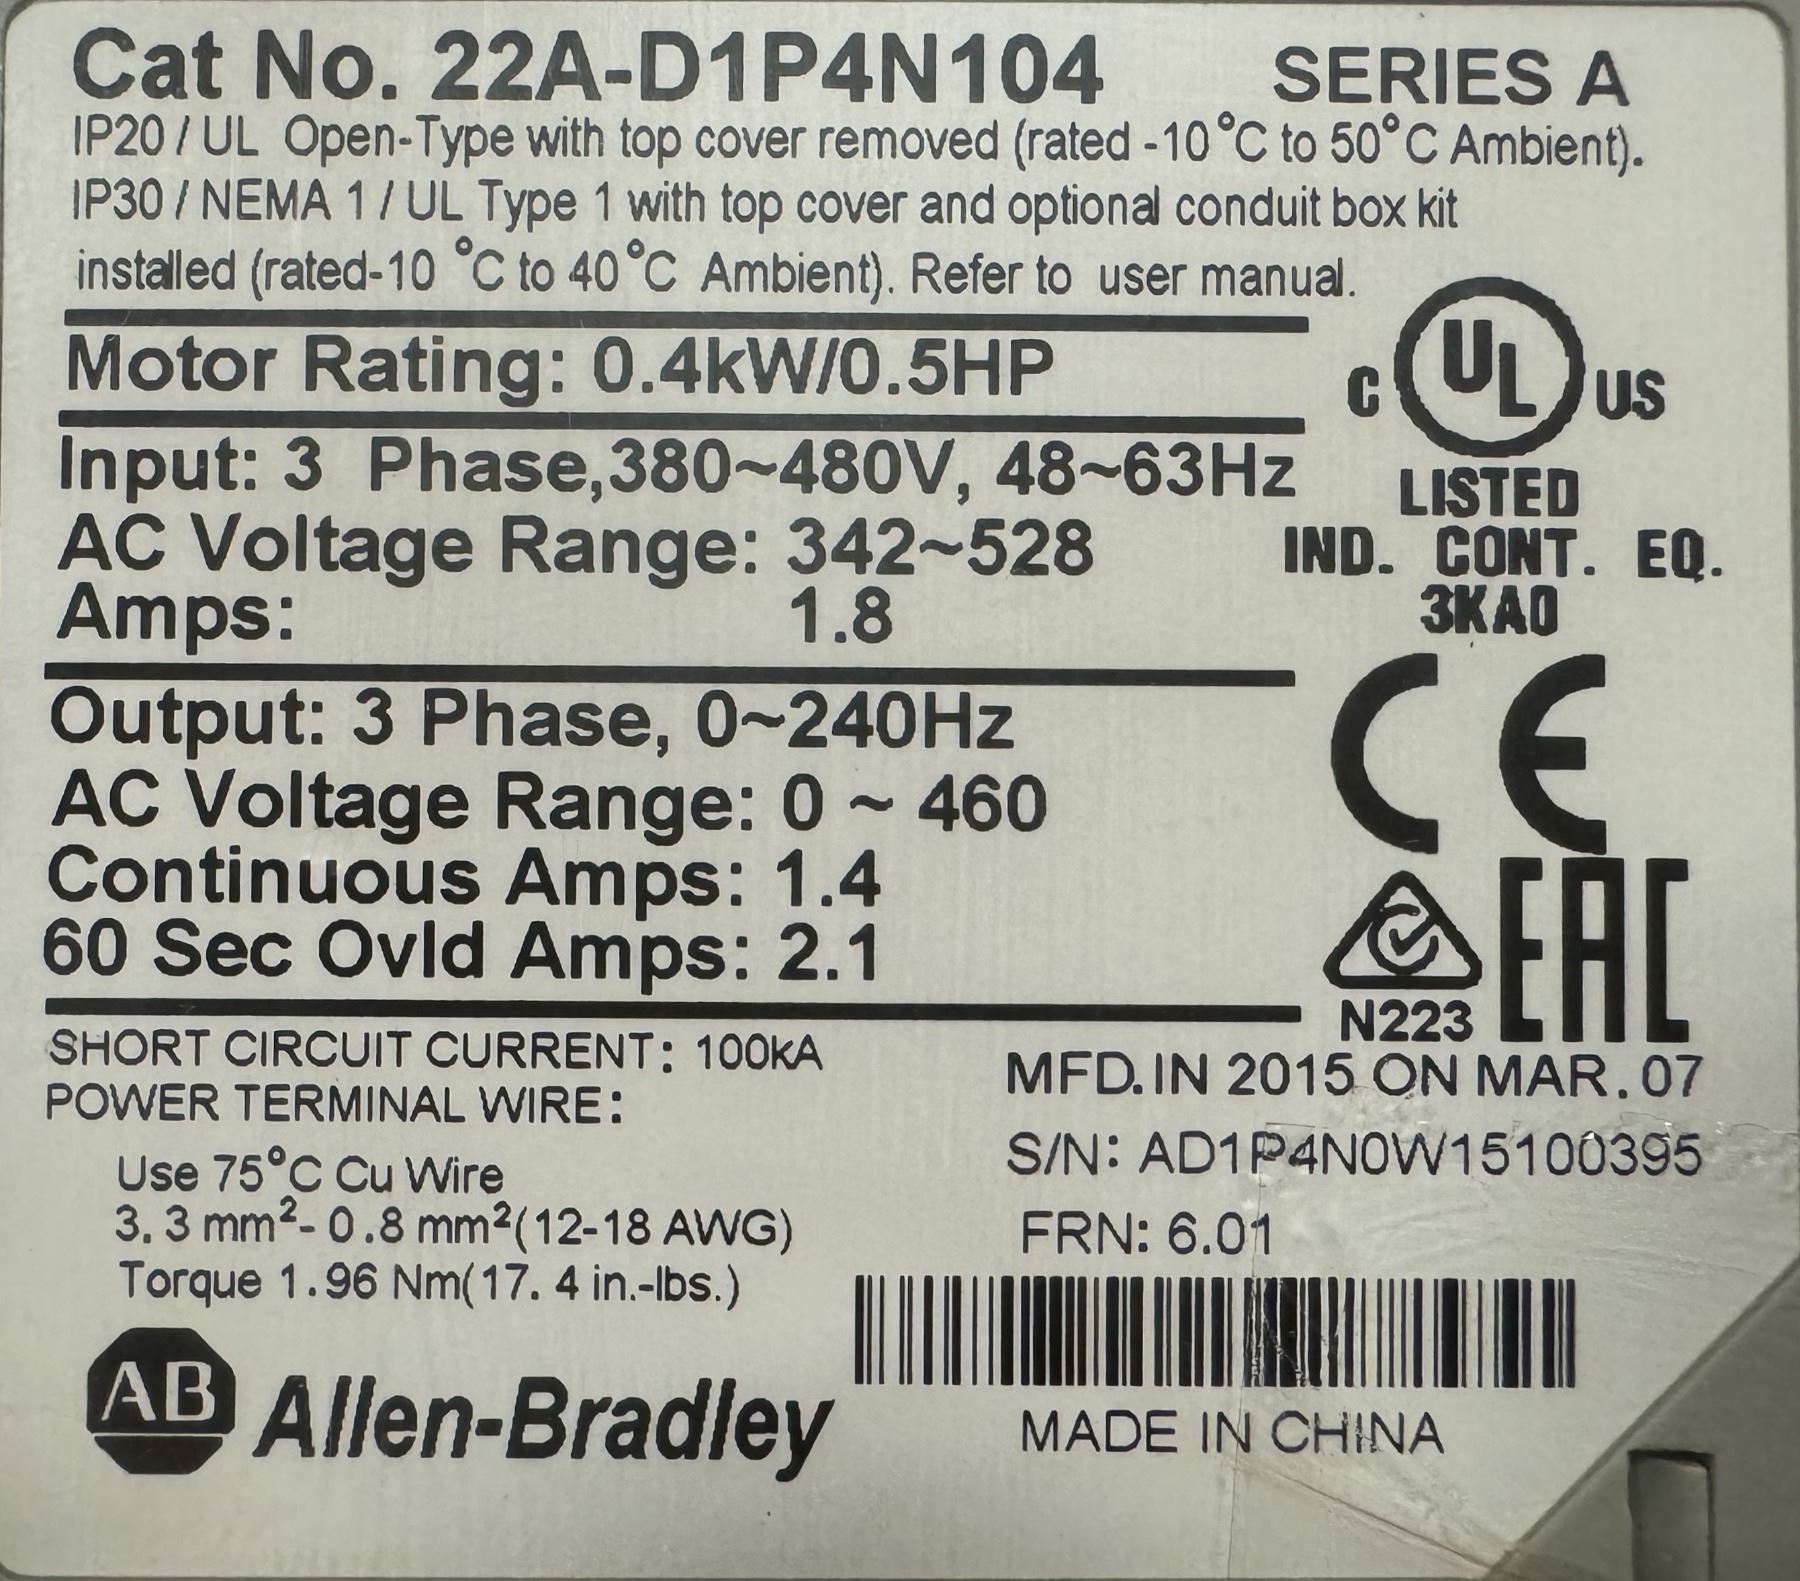 Cat No. 22A-D1P4N104 SERIES A
IP20 / UL Open-Type with top cover removed (rated -10°C to 50°C Ambient).
IP30 / NEMA 1 / UL Type 1 with top cover and optional conduit box kit
installed (rated-10 °C to 40°C Ambient). Refer to user manual.
Motor Rating: 0.4kW/0.5HP
C UL US
LISTED
IND. CONT. EQ.
3KA0
Input: 3 Phase,380~480V, 48~63Hz
AC Voltage Range: 342~528
Amps: 1.8
Output: 3 Phase, 0~240Hz
AC Voltage Range: 0 ~ 460
Continuous Amps: 1.4
60 Sec Ovld Amps: 2.1
CE
EAC
N223
SHORT CIRCUIT CURRENT: 100kA
POWER TERMINAL WIRE:
Use 75°C Cu Wire
3.3 mm²- 0.8 mm²(12-18 AWG)
Torque 1.96 Nm(17.4 in.-lbs.)
MFD.IN 2015 ON MAR.07
S/N: AD1P4N0W15100395
FRN: 6.01
MADE IN CHINA
AB Allen-Bradley